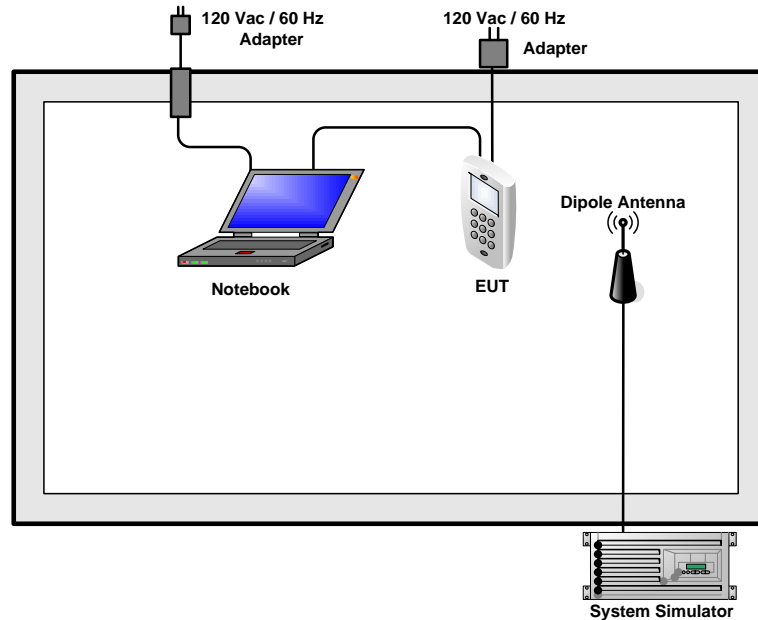 120 Vac / 60 Hz
Adapter
120 Vac / 60 Hz
Adapter
Dipole Antenna
Notebook
EUT
System Simulator